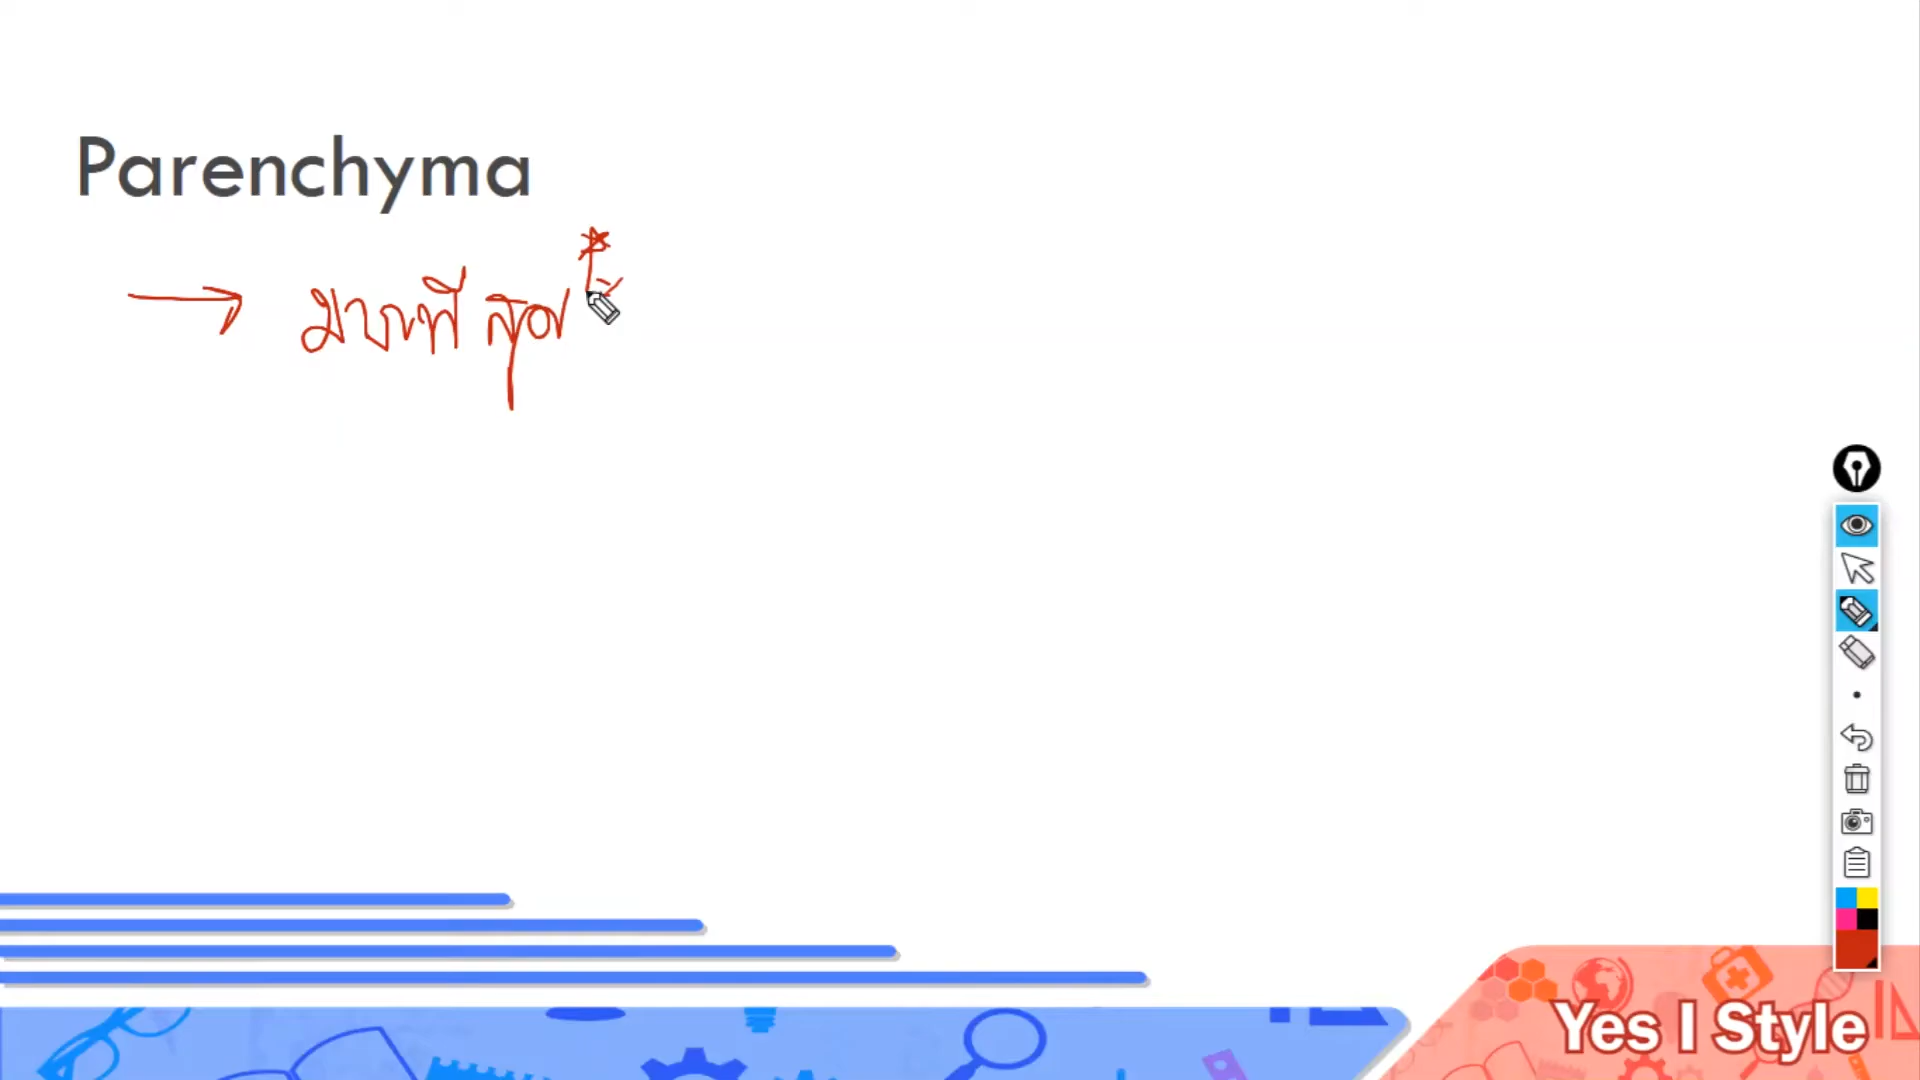 Parenchyma
→ มากที่สุด *
Yes I Style